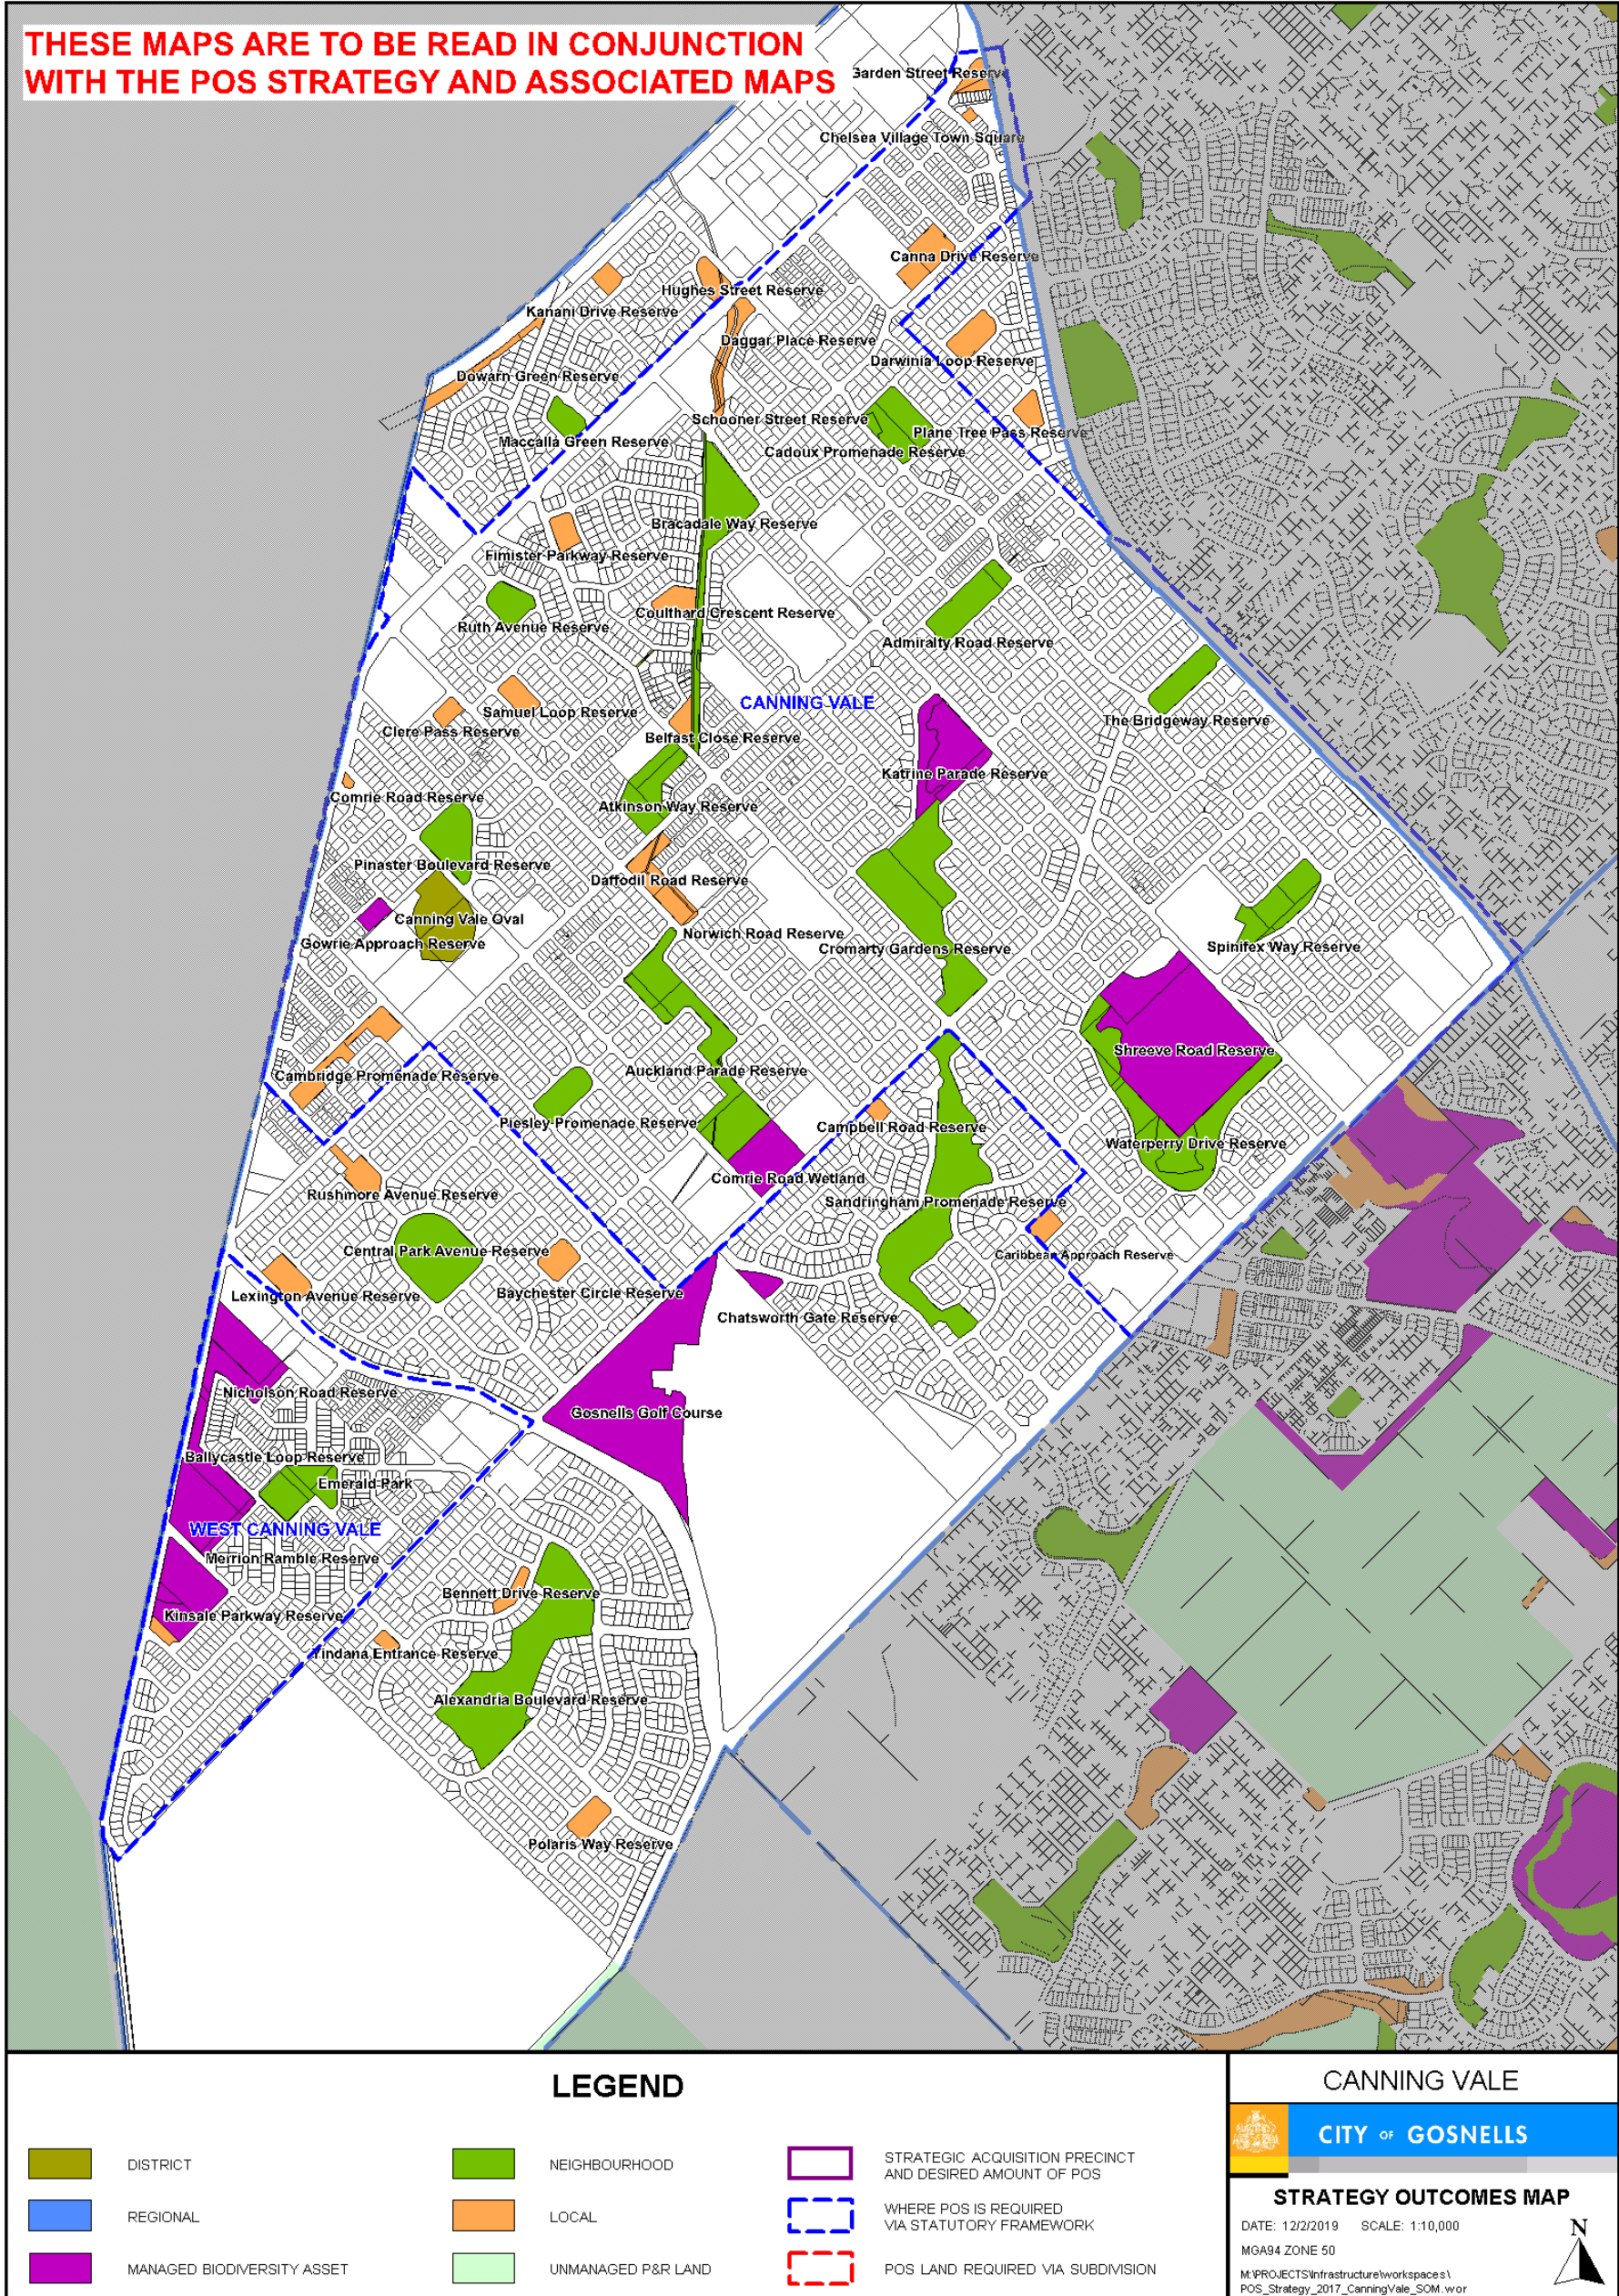 THESE MAPS ARE TO BE READ IN CONJUNCTION
WITH THE POS STRATEGY AND ASSOCIATED MAPS
Garden Street Reserve
Chelsea Village Town Square
Canna Drive Reserve
Hughes Street Reserve
Kanani Drive Reserve
Daggar Place Reserve
Darwinia Loop Reserve
Dowarn Green Reserve
Schooner Street Reserve
Plane Tree Pass Reserve
Maccalla Green Reserve
Cadoux Promenade Reserve
Bracadale Way Reserve
Fimister Parkway Reserve
Coulthard Crescent Reserve
Ruth Avenue Reserve
Admiralty Road Reserve
CANNING VALE
Samuel Loop Reserve
The Bridgeway Reserve
Clere Pass Reserve
Belfast Close Reserve
Katrine Parade Reserve
Comrie Road Reserve
Atkinson Way Reserve
Pinaster Boulevard Reserve
Daffodil Road Reserve
Canning Vale Oval
Norwich Road Reserve
Gowrie Approach Reserve
Cromarty Gardens Reserve
Spinifex Way Reserve
Shreeve Road Reserve
Auckland Parade Reserve
Cambridge Promenade Reserve
Piesley Promenade Reserve
Campbell Road Reserve
Waterperry Drive Reserve
Comrie Road Wetland
Rushmore Avenue Reserve
Sandringham Promenade Reserve
Central Park Avenue Reserve
Caribbean Approach Reserve
Lexington Avenue Reserve
Baychester Circle Reserve
Chatsworth Gate Reserve
Nicholson Road Reserve
Gosnells Golf Course
Ballycastle Loop Reserve
Emerald Park
WEST CANNING VALE
Merrion Ramble Reserve
Bennett Drive Reserve
Kinsale Parkway Reserve
Yindana Entrance Reserve
Alexandria Boulevard Reserve
Polaris Way Reserve
LEGEND
DISTRICT
REGIONAL
MANAGED BIODIVERSITY ASSET
NEIGHBOURHOOD
LOCAL
UNMANAGED P&R LAND
STRATEGIC ACQUISITION PRECINCT
AND DESIRED AMOUNT OF POS
WHERE POS IS REQUIRED
VIA STATUTORY FRAMEWORK
POS LAND REQUIRED VIA SUBDIVISION
CANNING VALE
CITY OF GOSNELLS
STRATEGY OUTCOMES MAP
DATE: 12/2/2019 SCALE: 1:10,000
MGA94 ZONE 50
N
M:\PROJECTS\Infrastructure\workspaces\
POS_Strategy_2017_CanningVale_SOM.wor